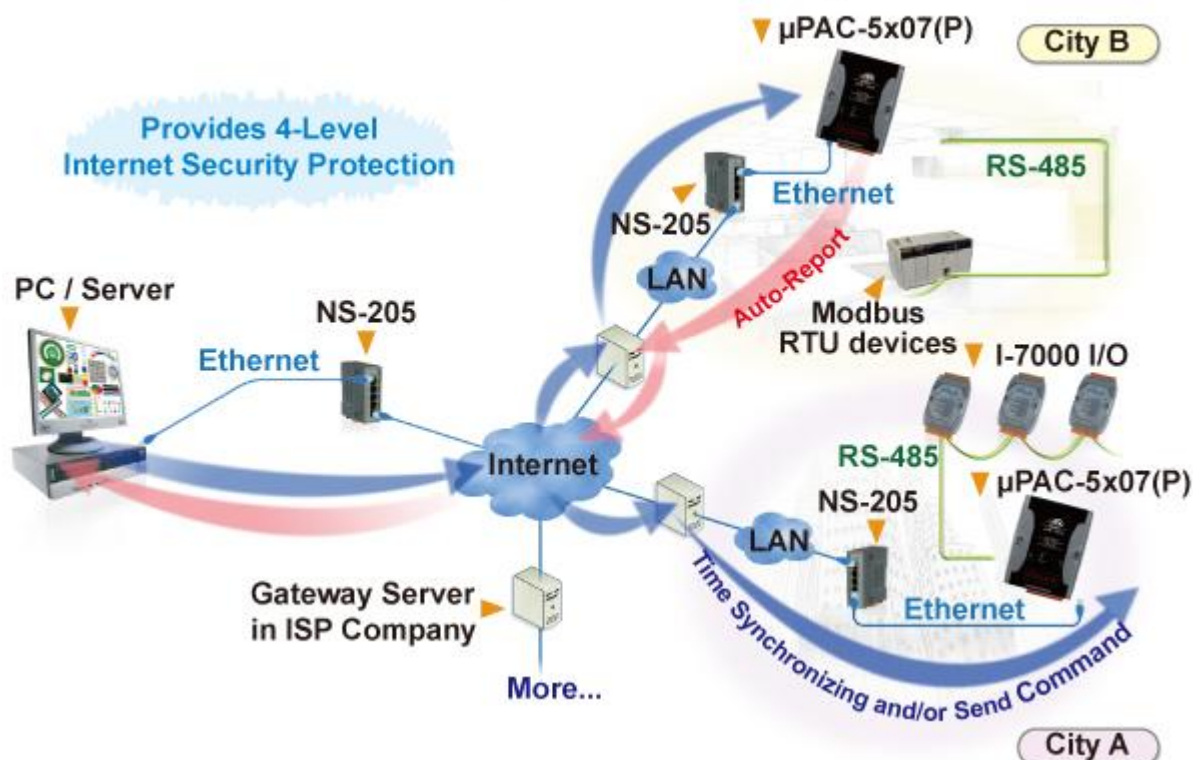 μPAC-5x07(P)
City B
Provides 4-Level
Internet Security Protection
RS-485
Ethernet
NS-205
LAN
Auto-Report
PC / Server
NS-205
Ethernet
Modbus
RTU devices
I-7000 I/O
Internet
RS-485
μPAC-5x07(P)
NS-205
LAN
Gateway Server
in ISP Company
Ethernet
Time Synchronizing and/or Send Command
More...
City A